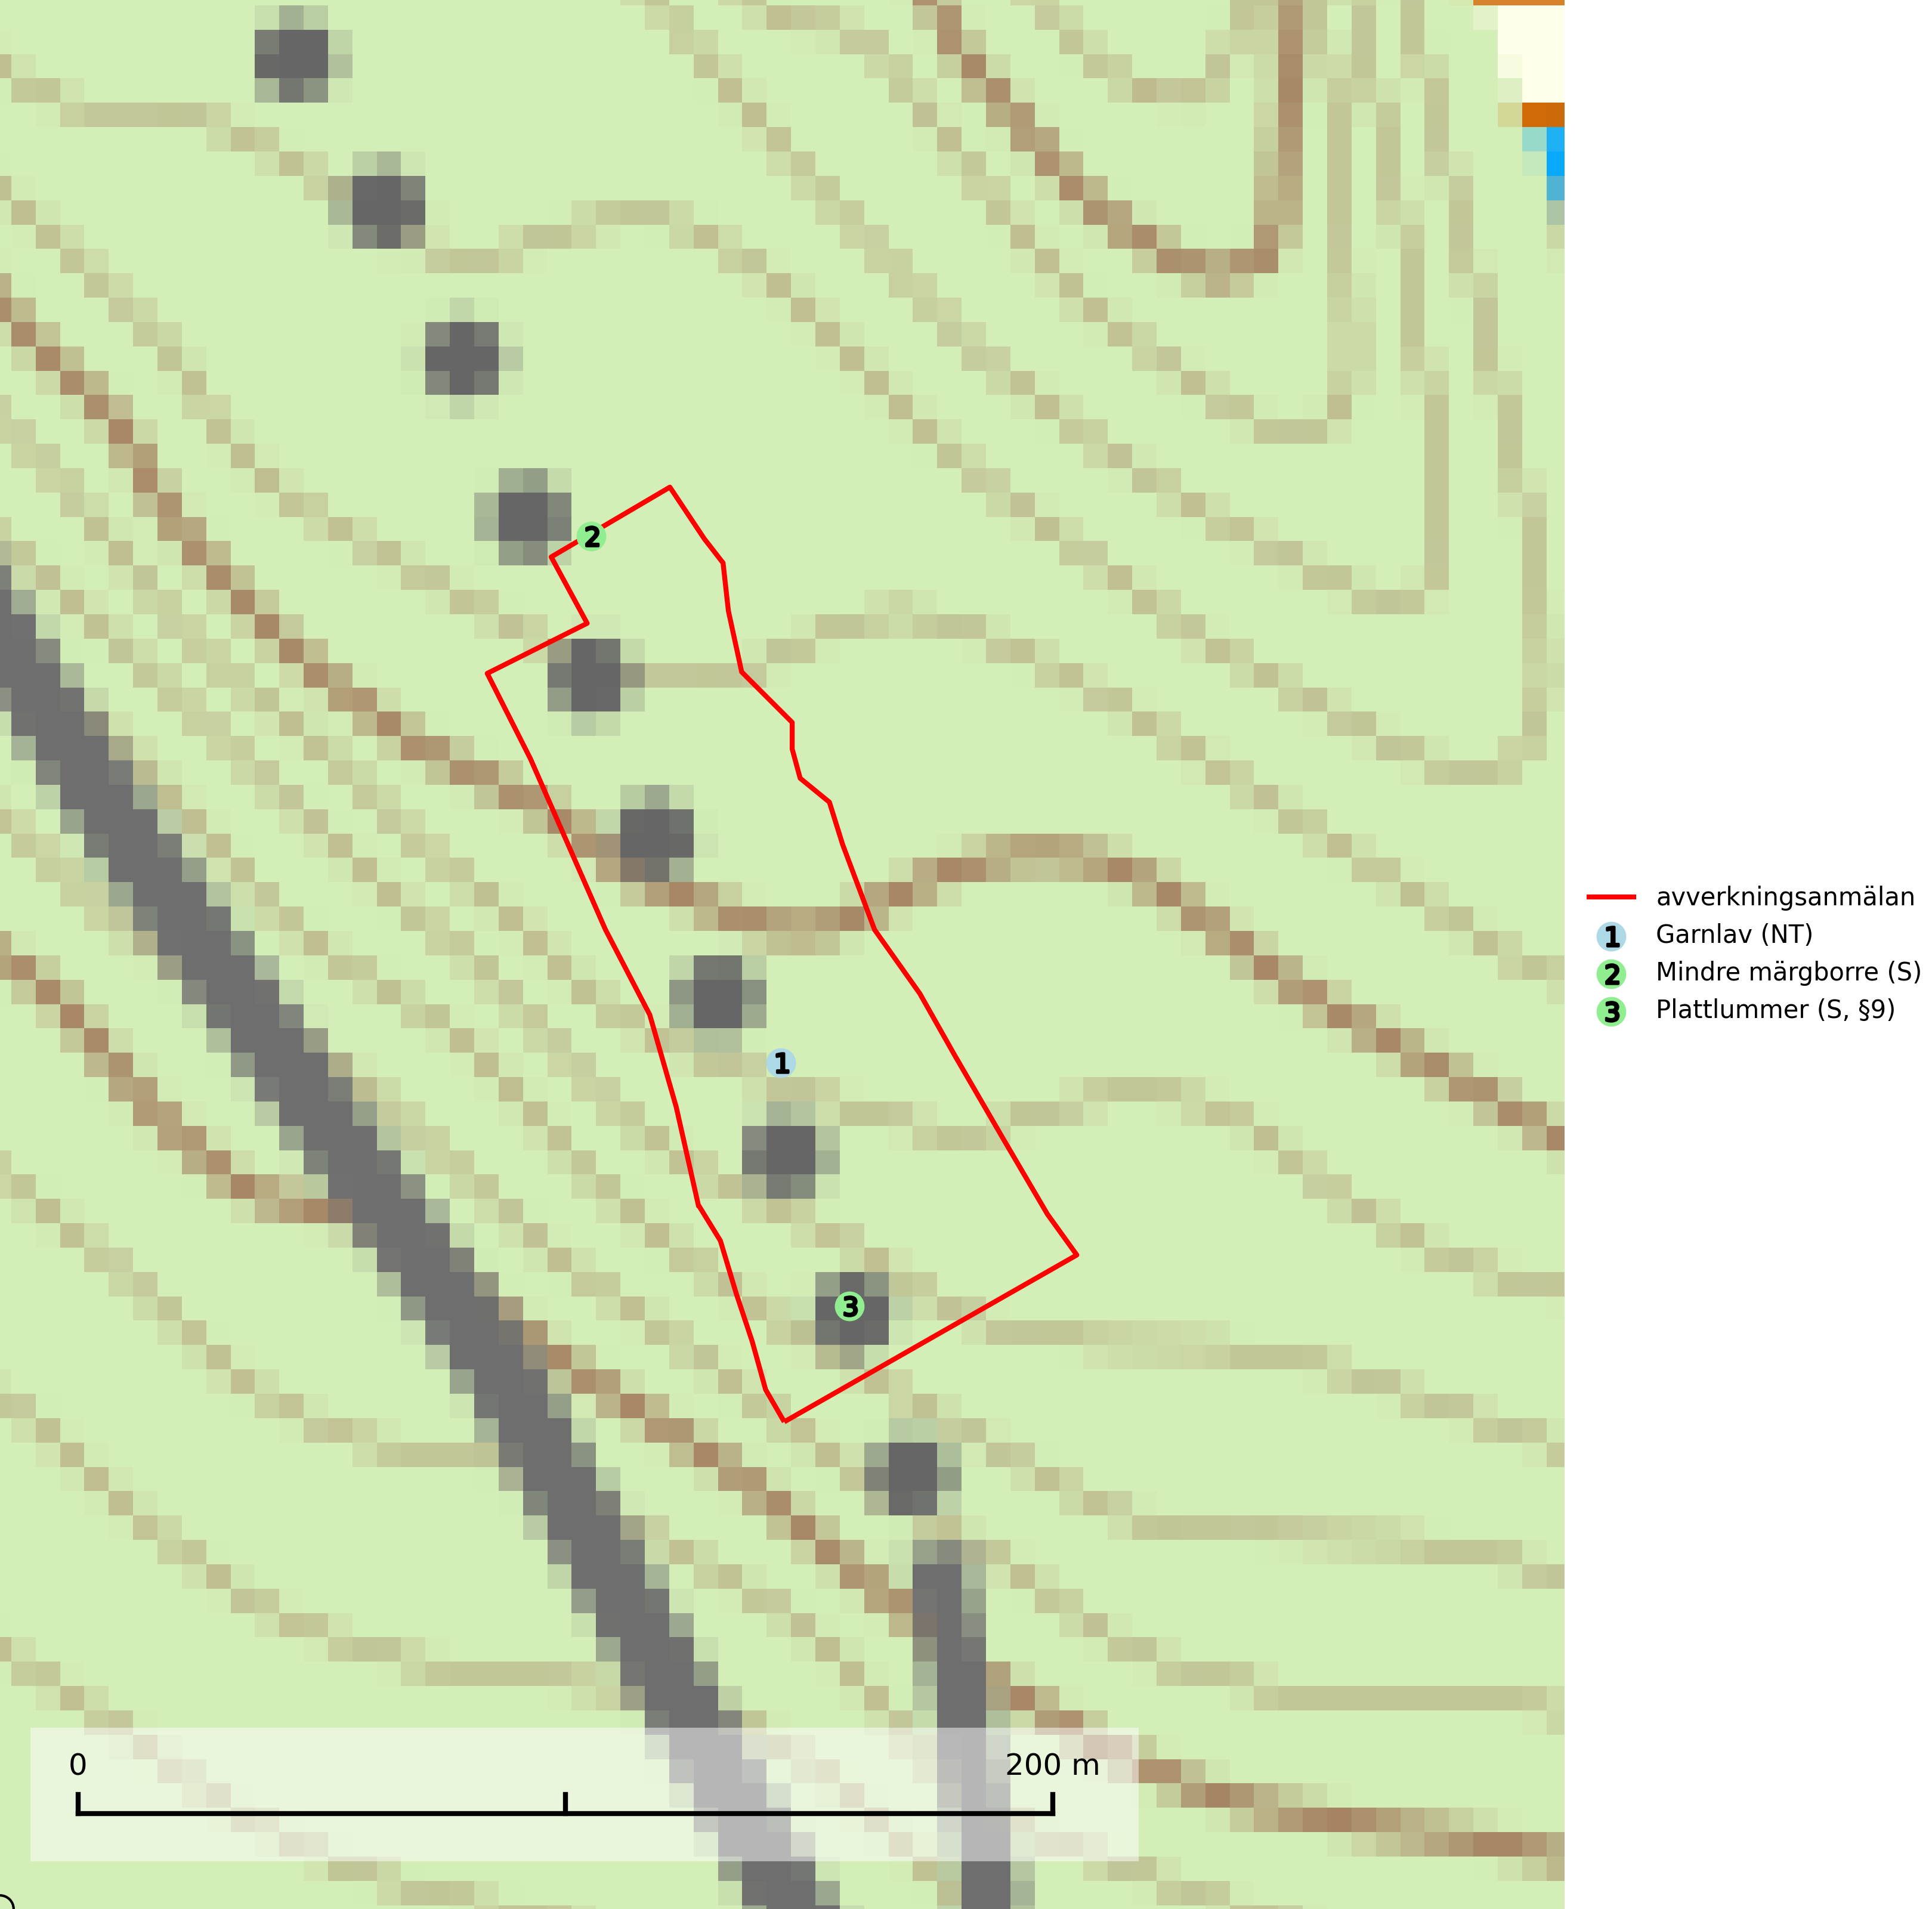 2
1
3
avverkningsanmälan
1 Garnlav (NT)
2 Mindre märgborre (S)
3 Plattlummer (S, §9)
0 200 m